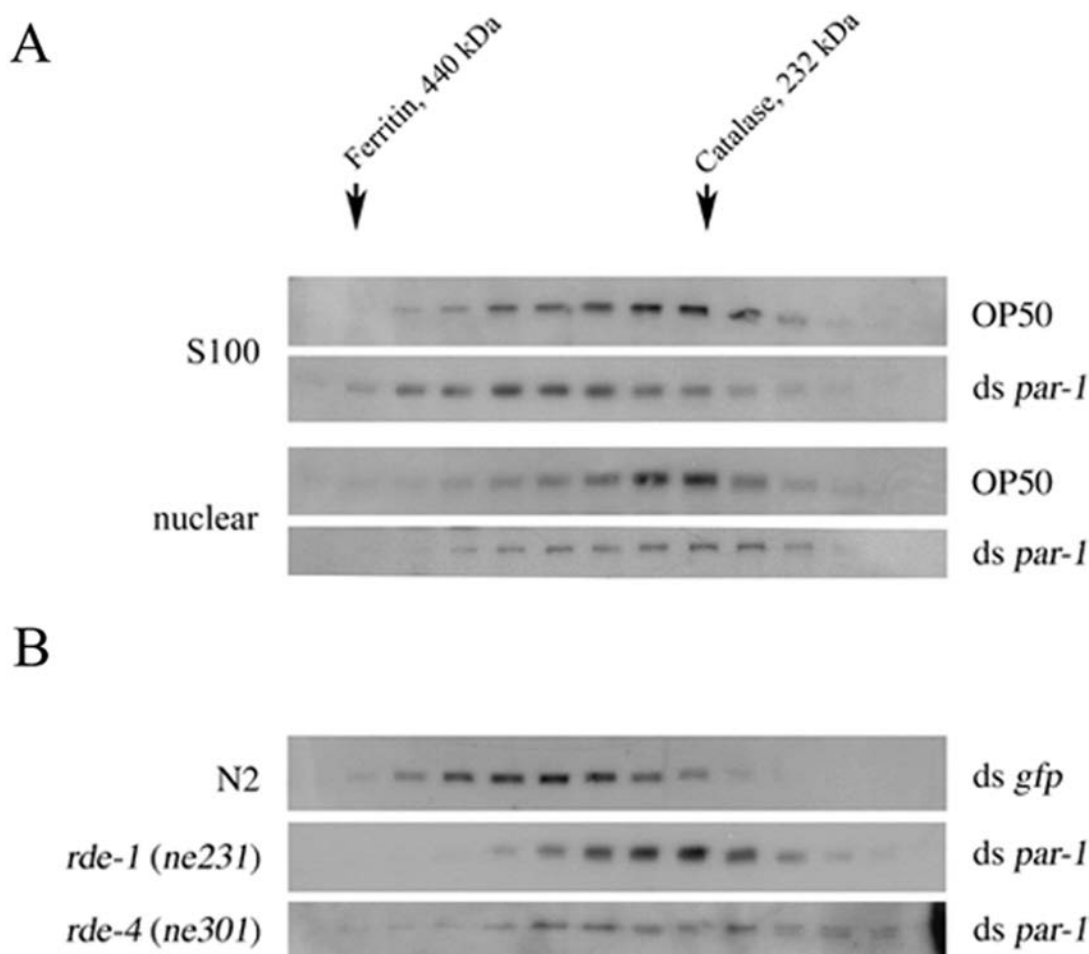 A
Ferritin, 440 kDa
Catalase, 232 kDa
S100
OP50
ds par-1
nuclear
OP50
ds par-1
B
N2
ds gfp
rde-1 (ne231)
ds par-1
rde-4 (ne301)
ds par-1